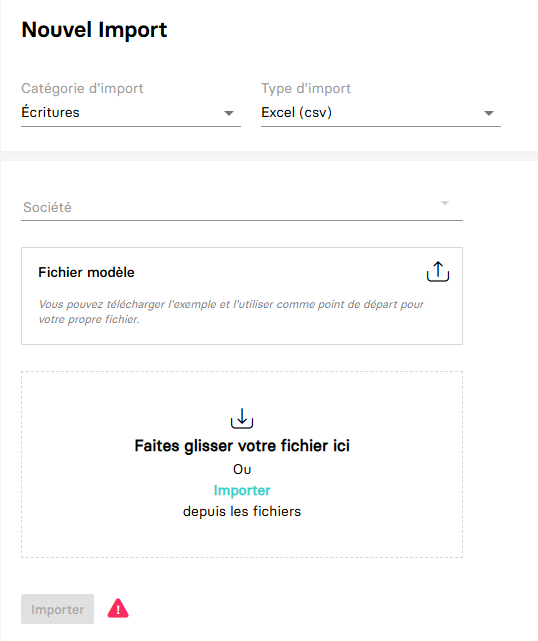 Nouvel Import
Catégorie d'import
Type d'import
Écritures
Excel (csv)
Société
Fichier modèle
Vous pouvez télécharger l'exemple et l'utiliser comme point de départ pour
votre propre fichier.
Faites glisser votre fichier ici
Ou
Importer
depuis les fichiers
Importer